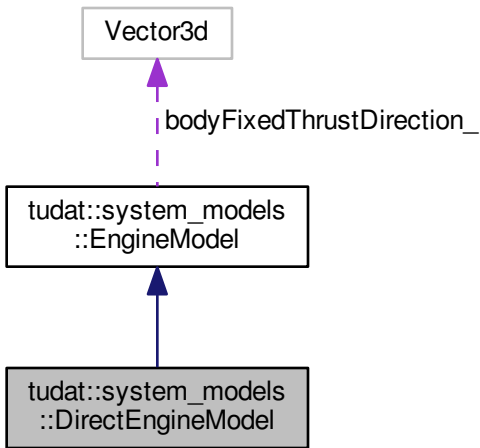 Vector3d
bodyFixedThrustDirection_
tudat::system_models
::EngineModel
tudat::system_models
::DirectEngineModel